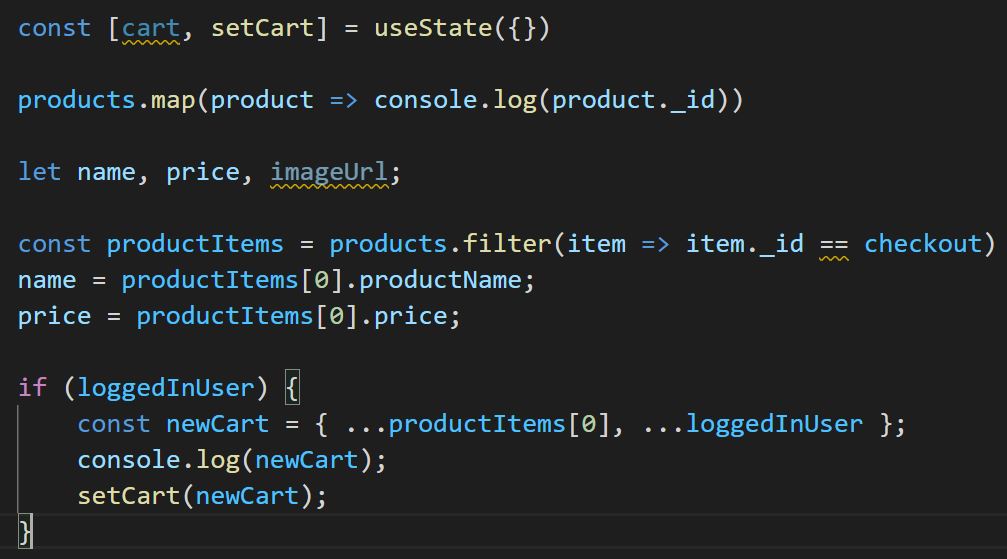 const [cart, setCart] = useState({})
products.map(product => console.log(product._id))
let name, price, imageUrl;
const productItems = products.filter(item => item._id == checkout)
name = productItems[0].productName;
price = productItems[0].price;
if (loggedInUser) {
    const newCart = { ...productItems[0], ...loggedInUser };
    console.log(newCart);
    setCart(newCart);
}